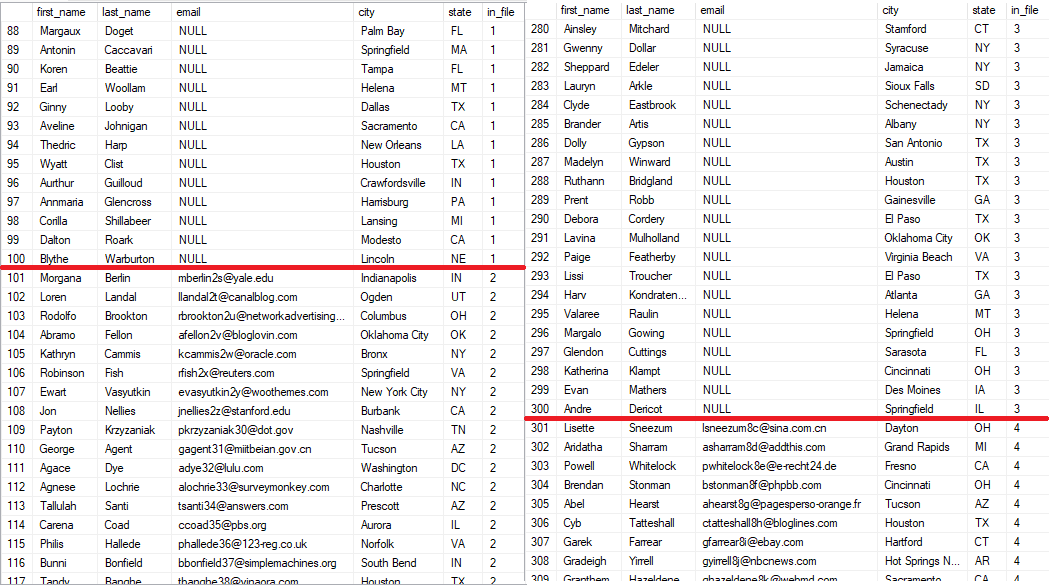 first_name last_name email city state in_file
88 Margaux Doget NULL Palm Bay FL 1
89 Antonin Caccavari NULL Springfield MA 1
90 Koren Beattie NULL Tampa FL 1
91 Earl Woollam NULL Helena MT 1
92 Ginny Looby NULL Dallas TX 1
93 Aveline Johnigan NULL Sacramento CA 1
94 Thedric Harp NULL New Orleans LA 1
95 Wyatt Clist NULL Houston TX 1
96 Aurthur Guilloud NULL Crawfordsville IN 1
97 Annmaria Glencross NULL Harrisburg PA 1
98 Corilla Shillabeer NULL Lansing MI 1
99 Dalton Roark NULL Modesto CA 1
100 Blythe Warburton NULL Lincoln NE 1
101 Morgana Berlin mberlin2s@yale.edu Indianapolis IN 2
102 Loren Landal llandal2t@canalblog.com Ogden UT 2
103 Rodolfo Brookton rbrookton2u@networkadvertising... Columbus OH 2
104 Abramo Fellon afellon2v@bloglovin.com Oklahoma City OK 2
105 Kathryn Cammis kcammis2w@oracle.com Bronx NY 2
106 Robinson Fish rfish2x@reuters.com Springfield VA 2
107 Ewart Vasyutkin evasyutkin2y@woothemes.com New York City NY 2
108 Jon Nellies jnellies2z@stanford.edu Burbank CA 2
109 Payton Krzyzaniak pkrzyzaniak30@dot.gov Nashville TN 2
110 George Agent gagent31@miitbeian.gov.cn Tucson AZ 2
111 Agace Dye adye32@lulu.com Washington DC 2
112 Agnese Lochrie alochrie33@surveymonkey.com Charlotte NC 2
113 Tallulah Santi tsanti34@answers.com Prescott AZ 2
114 Carena Coad ccoad35@pbs.org Aurora IL 2
115 Philis Hallede phallede36@123-reg.co.uk Norfolk VA 2
116 Bunni Bonfield bbonfield37@simplemachines.org South Bend IN 2
117 Tandy Banghe tbanghe38@vinaora.com Houston TX 2
first_name last_name email city state in_file
280 Ainsley Mitchard NULL Stamford CT 3
281 Gwenny Dollar NULL Syracuse NY 3
282 Sheppard Edeler NULL Jamaica NY 3
283 Lauryn Arkle NULL Sioux Falls SD 3
284 Clyde Eastbrook NULL Schenectady NY 3
285 Brander Artis NULL Albany NY 3
286 Dolly Gypson NULL San Antonio TX 3
287 Madelyn Winward NULL Austin TX 3
288 Ruthann Bridgland NULL Houston TX 3
289 Prent Robb NULL Gainesville GA 3
290 Debora Cordery NULL El Paso TX 3
291 Lavina Mulholland NULL Oklahoma City OK 3
292 Paige Featherby NULL Virginia Beach VA 3
293 Lissi Troucher NULL El Paso TX 3
294 Harv Kondraten... NULL Atlanta GA 3
295 Valaree Raulin NULL Helena MT 3
296 Margalo Gowing NULL Springfield OH 3
297 Glendon Cuttings NULL Sarasota FL 3
298 Katherina Klampt NULL Cincinnati OH 3
299 Evan Mathers NULL Des Moines IA 3
300 Andre Dericot NULL Springfield IL 3
301 Lisette Sneezum lsneezum8c@sina.com.cn Dayton OH 4
302 Aridatha Sharram asharram8d@addthis.com Grand Rapids MI 4
303 Powell Whitelock pwhitelock8e@e-recht24.de Fresno CA 4
304 Brendan Stonman bstonman8f@phpbb.com Cincinnati OH 4
305 Abel Hearst ahearst8g@pagesperso-orange.fr Tucson AZ 4
306 Cyb Tatteshall ctatteshall8h@bloglines.com Houston TX 4
307 Garek Farrear gfarrear8i@ebay.com Hartford CT 4
308 Gradeigh Yirrell gyirrell8j@nbcnews.com Hot Springs N... AR 4
309 Granthem Hazeldene ghazeldene8k@webmd.com Sacramento CA 4